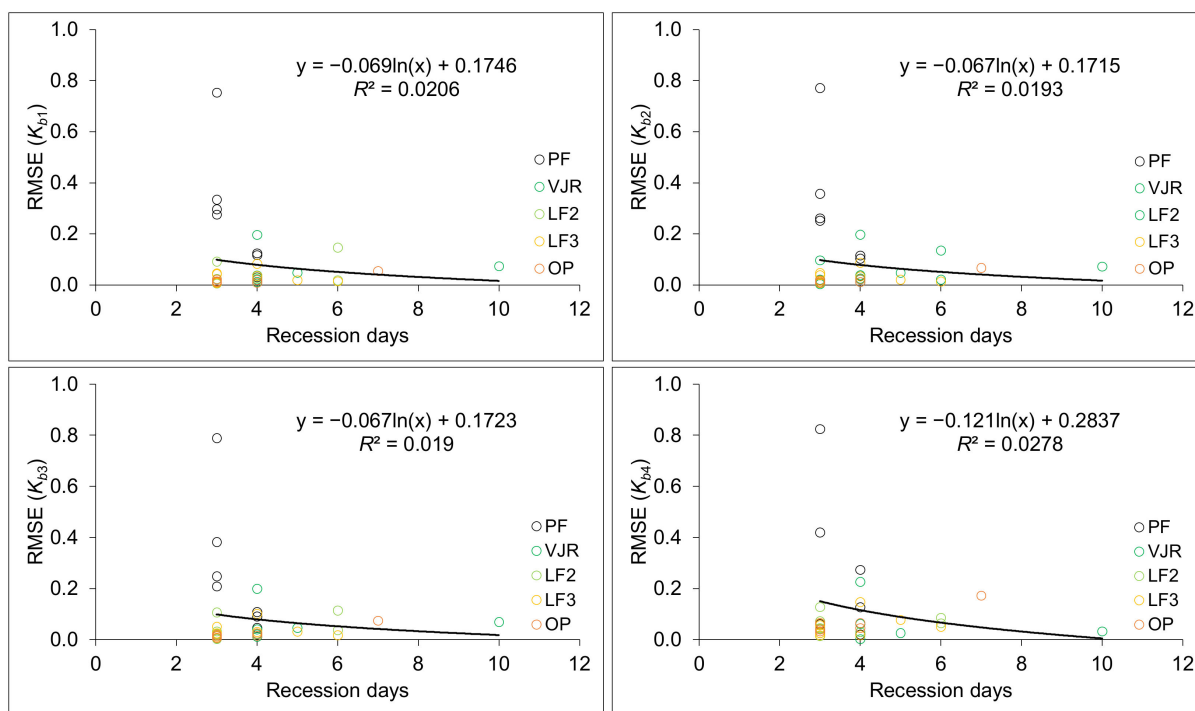 1.0
0.8
0.6
0.4
0.2
0.0
RMSE (Kb1)
y = −0.069ln(x) + 0.1746
R² = 0.0206
PF
VJR
LF2
LF3
OP
0 2 4 6 8 10 12
Recession days
1.0
0.8
0.6
0.4
0.2
0.0
RMSE (Kb2)
y = −0.067ln(x) + 0.1715
R² = 0.0193
PF
VJR
LF2
LF3
OP
0 2 4 6 8 10 12
Recession days
1.0
0.8
0.6
0.4
0.2
0.0
RMSE (Kb3)
y = −0.067ln(x) + 0.1723
R² = 0.019
PF
VJR
LF2
LF3
OP
0 2 4 6 8 10 12
Recession days
1.0
0.8
0.6
0.4
0.2
0.0
RMSE (Kb4)
y = −0.121ln(x) + 0.2837
R² = 0.0278
PF
VJR
LF2
LF3
OP
0 2 4 6 8 10 12
Recession days